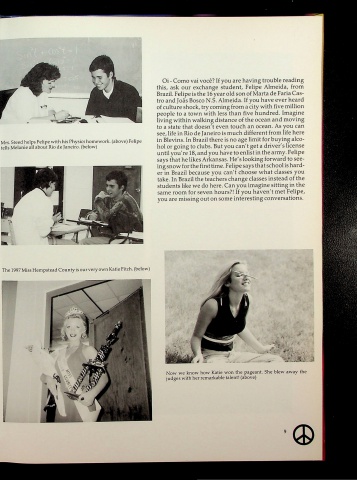 Oi - Como vai você? If you are having trouble reading
this, ask our exchange student, Felipe Almeida, from
Brazil. Felipe is the 16 year old son of Marta de Faria Cas-
tro and Joãs Bosco N.S. Almeida. If you have ever heard
of culture shock, try coming from a city with five million
people to a town with less than five hundred. Imagine
living within walking distance of the ocean and moving
to a state that doesn't even touch an ocean. As you can
see, life in Rio de Janeiro is much different from life here
in Blevins. In Brazil there is no age limit for buying alco-
hol or going to clubs. But you can't get a driver's license
until you're 18, and you have to enlist in the army. Felipe
says that he likes Arkansas. He's looking forward to see-
ing snow for the first time. Felipe says that school is hard-
er in Brazil because you can't choose what classes you
take. In Brazil the teachers change classes instead of the
students like we do here. Can you imagine sitting in the
same room for seven hours?! If you haven't met Felipe,
you are missing out on some interesting conversations.
Mrs. Sneed helps Felipe with his Physics homework. (above) Felipe
tells Melanie all about Rio de Janeiro. (below)
The 1997 Miss Hempstead County is our very own Katie Fitch. (below)
Now we know how Katie won the pageant. She blew away the
judges with her remarkable talent! (above)